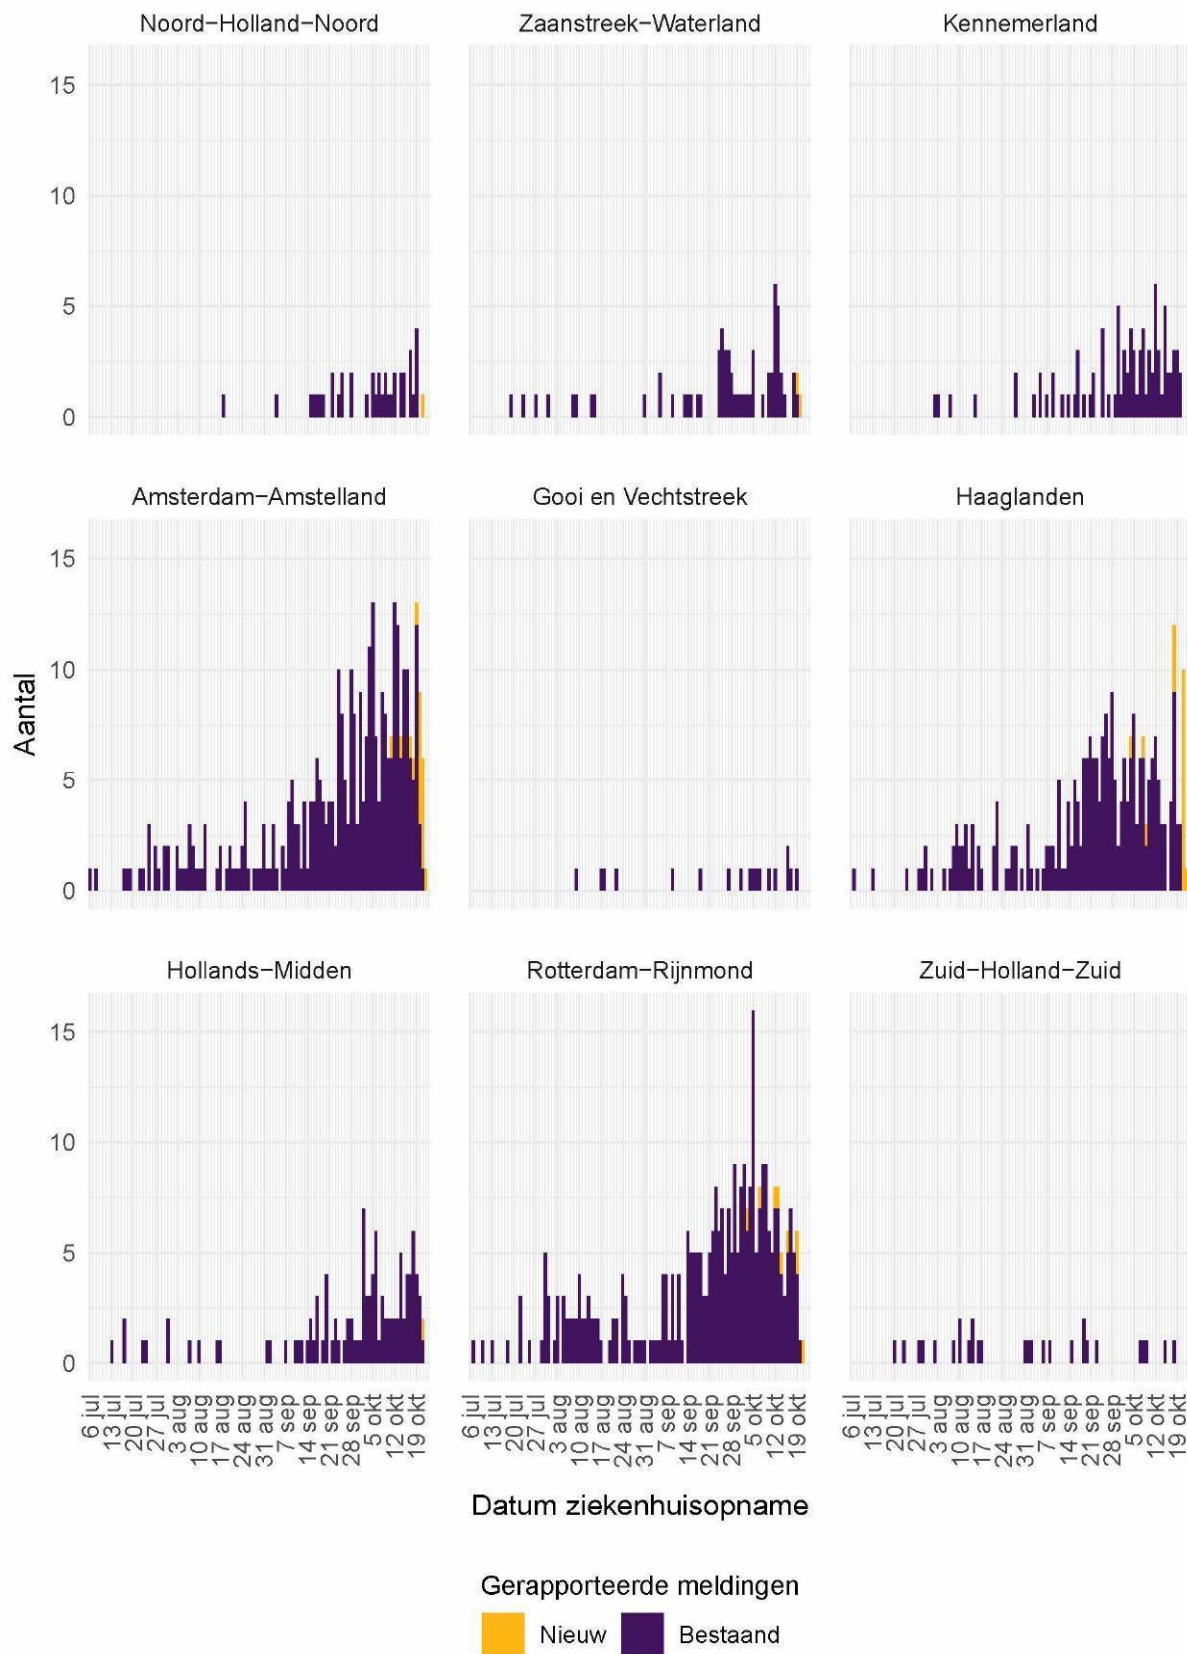 Noord−Holland−Noord Zaanstreek−Waterland Kennemerland
15
10
5
0
Amsterdam−Amstelland Gooi en Vechtstreek Haaglanden
15
10
5
0
Aantal
Hollands−Midden Rotterdam−Rijnmond Zuid−Holland−Zuid
15
10
5
0
6 jul 13 jul 20 jul 27 jul 3 aug 10 aug 17 aug 24 aug 31 aug 7 sep 14 sep 21 sep 28 sep 5 okt 12 okt 19 okt
6 jul 13 jul 20 jul 27 jul 3 aug 10 aug 17 aug 24 aug 31 aug 7 sep 14 sep 21 sep 28 sep 5 okt 12 okt 19 okt
6 jul 13 jul 20 jul 27 jul 3 aug 10 aug 17 aug 24 aug 31 aug 7 sep 14 sep 21 sep 28 sep 5 okt 12 okt 19 okt
Datum ziekenhuisopname
Gerapporteerde meldingen
Nieuw Bestaand